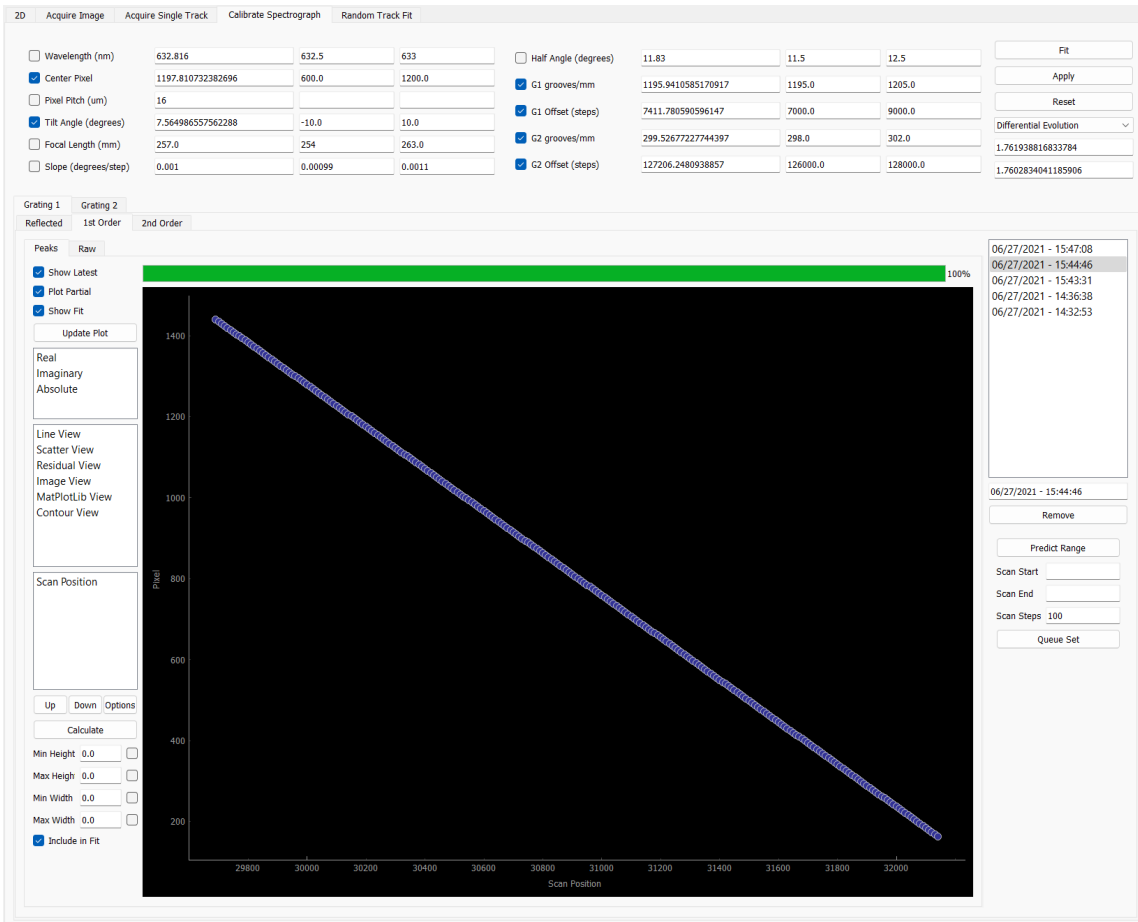 2D Acquire Image Acquire Single Track Calibrate Spectrograph Random Track Fit
Wavelength (nm) 632.816 632.5 633
Center Pixel 1197.810732382696 600.0 1200.0
Pixel Pitch (um) 16
Tilt Angle (degrees) 7.564986557562288 -10.0 10.0
Focal Length (mm) 257.0 254 263.0
Slope (degrees/step) 0.001 0.00099 0.0011
Half Angle (degrees) 11.83 11.5 12.5
G1 grooves/mm 1195.9410585170917 1195.0 1205.0
G1 Offset (steps) 7411.780590596147 7000.0 9000.0
G2 grooves/mm 299.52677227744397 298.0 302.0
G2 Offset (steps) 127206.2480938857 126000.0 128000.0
Fit
Apply
Reset
Differential Evolution
1.761938816833784
1.7602834041185906
Grating 1 Grating 2
Reflected 1st Order 2nd Order
Peaks Raw
Show Latest
Plot Partial
Show Fit
Update Plot
Real
Imaginary
Absolute
Line View
Scatter View
Residual View
Image View
MatPlotLib View
Contour View
Scan Position
Up Down Options
Calculate
Min Height 0.0
Max Heigh 0.0
Min Width 0.0
Max Width 0.0
Include in Fit
100%
1400
1200
1000
800
600
400
200
Pixel
29800 30000 30200 30400 30600 30800 31000 31200 31400 31600 31800 32000
Scan Position
06/27/2021 - 15:47:08
06/27/2021 - 15:44:46
06/27/2021 - 15:43:31
06/27/2021 - 14:36:38
06/27/2021 - 14:32:53
06/27/2021 - 15:44:46
Remove
Predict Range
Scan Start
Scan End
Scan Steps 100
Queue Set